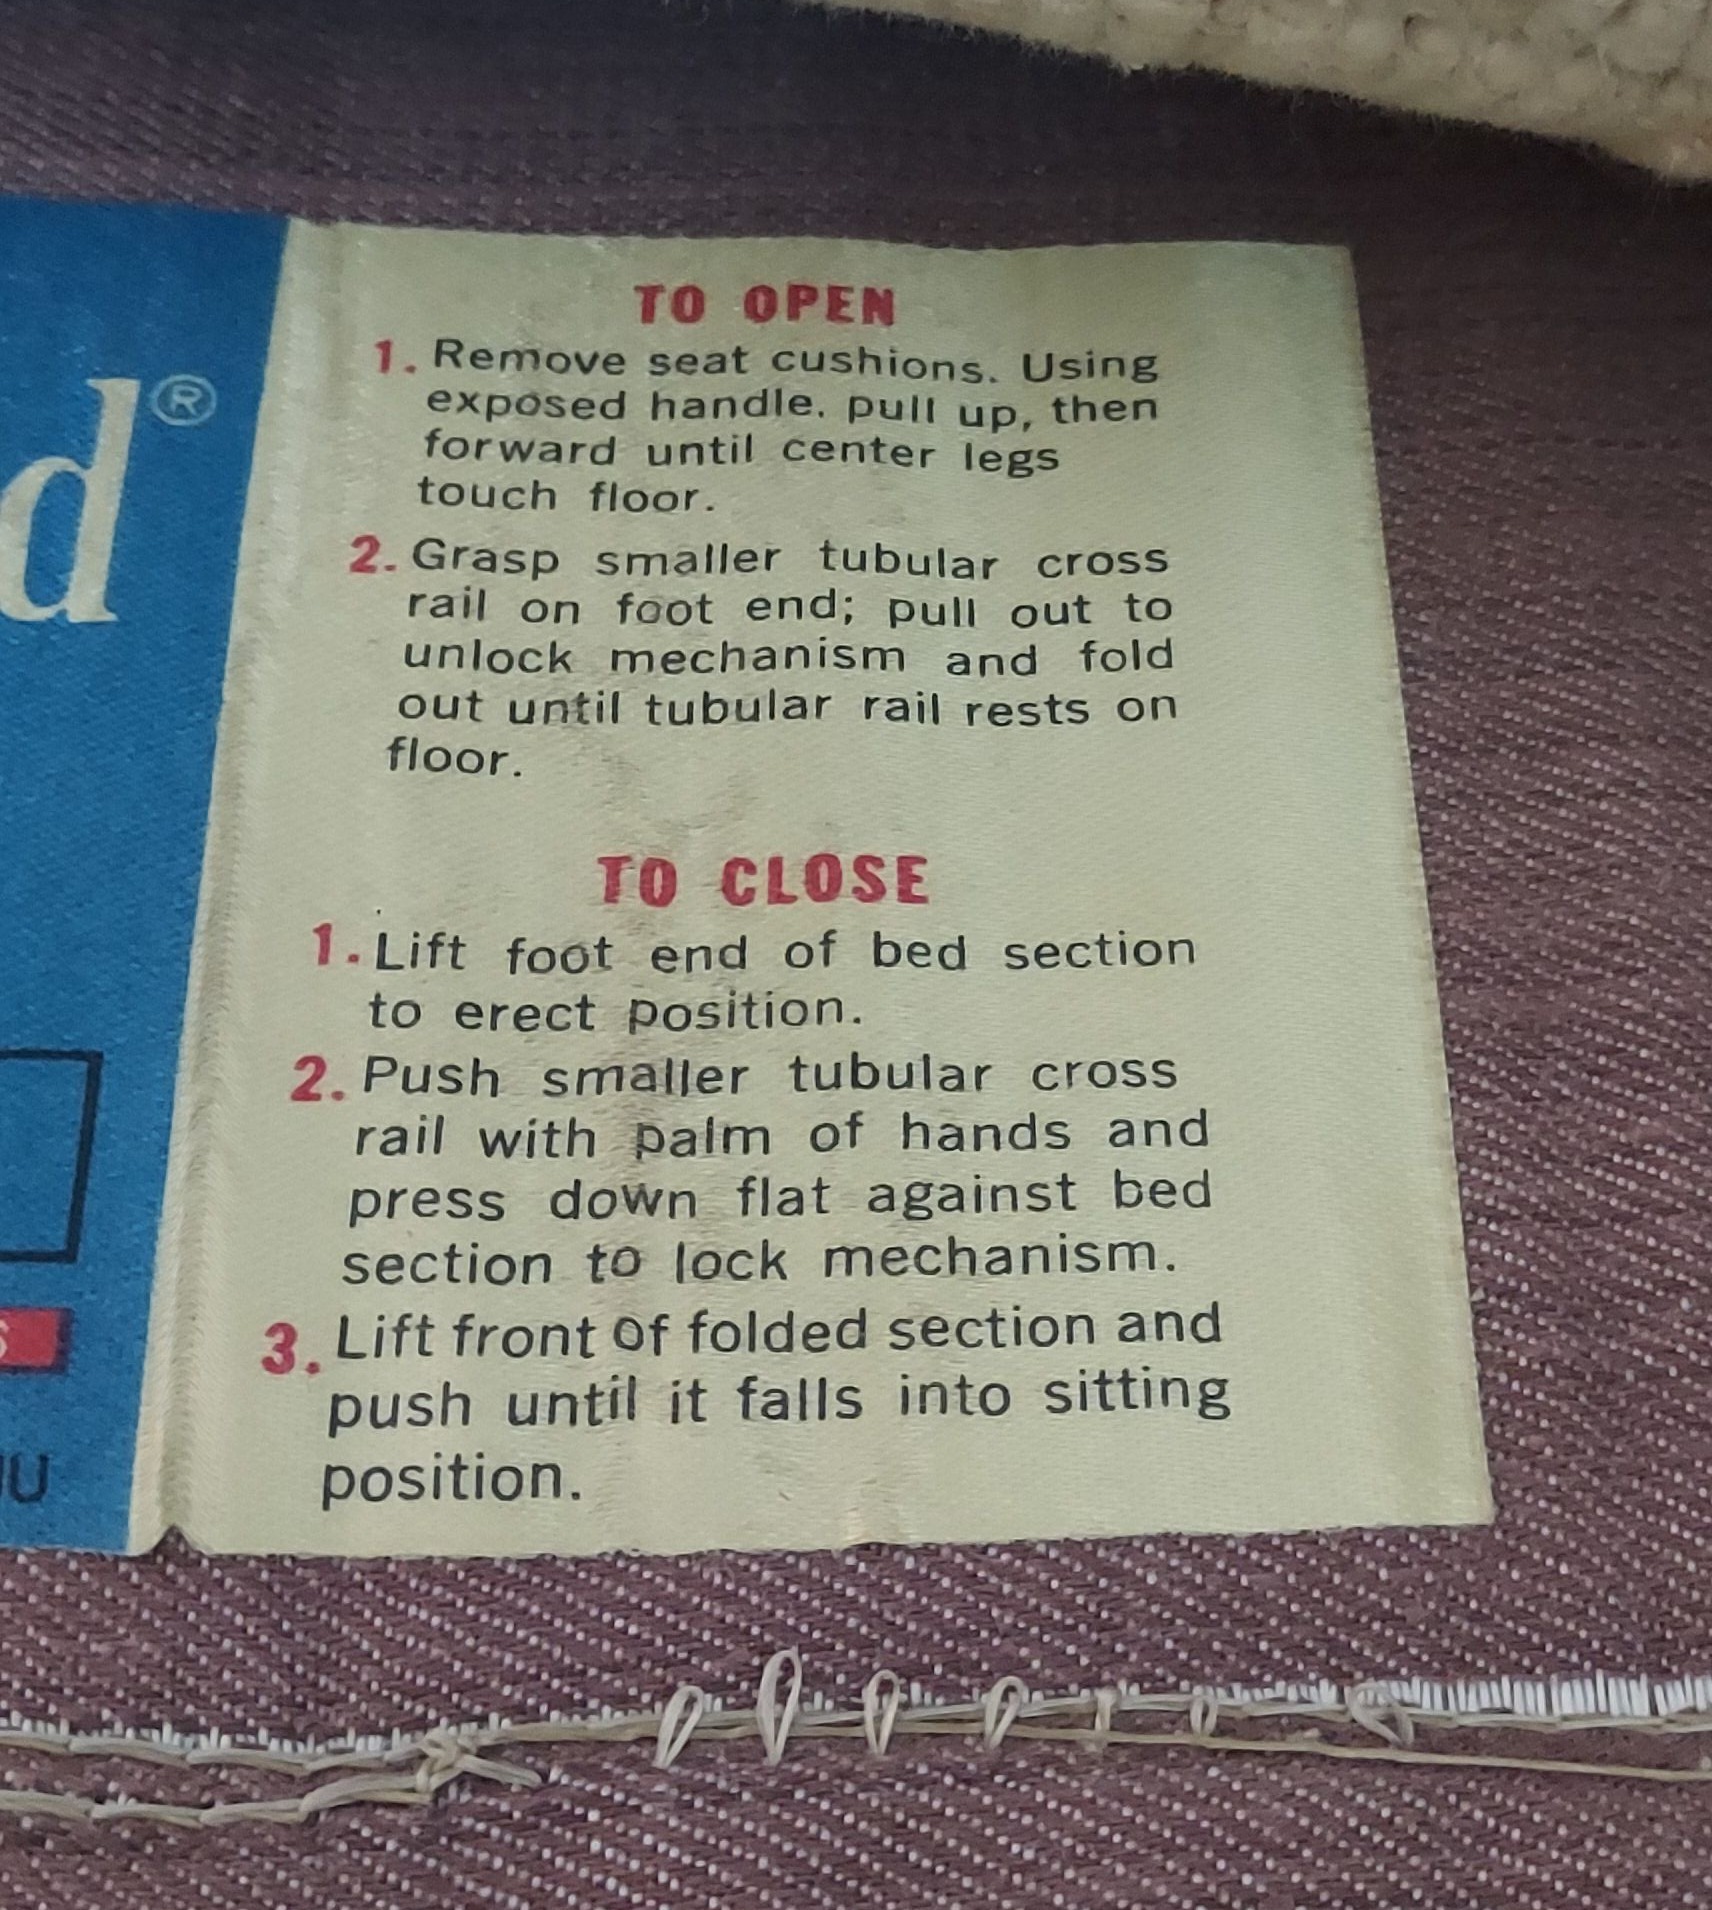 d®
TO OPEN
1. Remove seat cushions. Using
exposed handle. pull up, then
forward until center legs
touch floor.
2. Grasp smaller tubular cross
rail on foot end; pull out to
unlock mechanism and fold
out until tubular rail rests on
floor.
TO CLOSE
1. Lift foot end of bed section
to erect position.
2. Push smaller tubular cross
rail with palm of hands and
press down flat against bed
section to lock mechanism.
3. Lift front of folded section and
push until it falls into sitting
position.